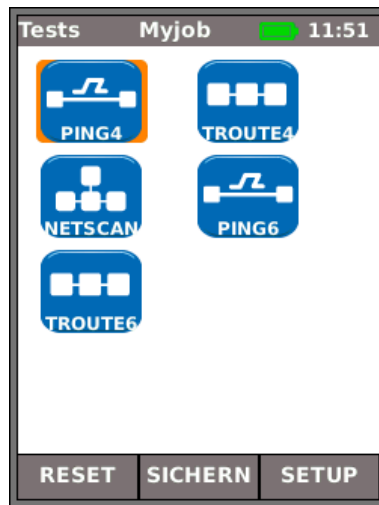 Tests Myjob 11:51
PING4 TROUTE4
NETSCAN PING6
TROUTE6
RESET SICHERN SETUP